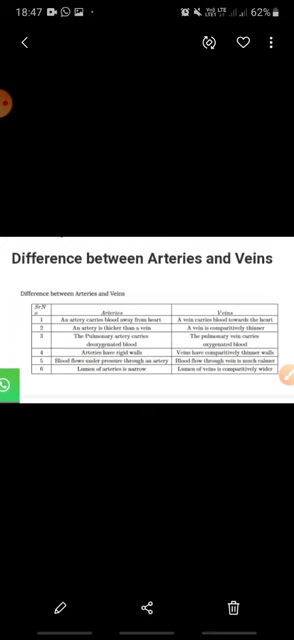 18:47 62%
Difference between Arteries and Veins
Difference between Arteries and Veins
SrN
o Arteries Veins
1 An artery carries blood away from heart A vein carries blood towards the heart
2 An artery is thicker than a vein A vein is comparitively thinner
3 The Pulmonary artery carries The pulmonary vein carries
deoxygenated blood oxygenated blood
4 Arteries have rigid walls Veins have comparitively thinner walls
5 Blood flows under pressure through an artery Blood flow through vein is much calmer
6 Lumen of arteries is narrow Lumen of veins is comparitively wider